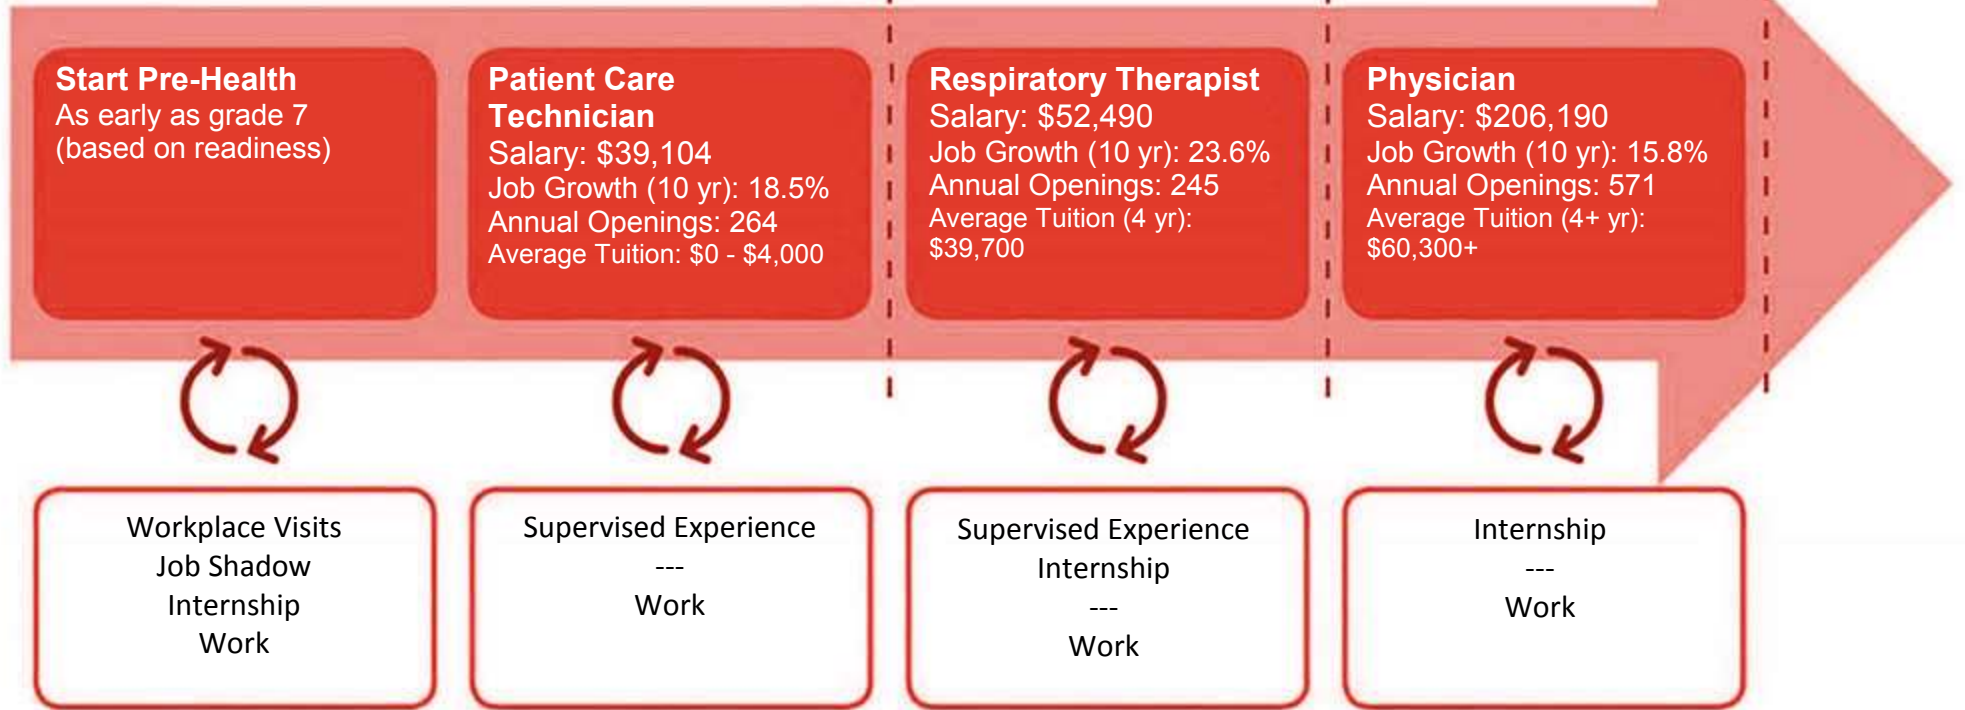 Start Pre-Health
As early as grade 7
(based on readiness)
Patient Care
Technician
Salary: $39,104
Job Growth (10 yr): 18.5%
Annual Openings: 264
Average Tuition: $0 - $4,000
Respiratory Therapist
Salary: $52,490
Job Growth (10 yr): 23.6%
Annual Openings: 245
Average Tuition (4 yr):
$39,700
Physician
Salary: $206,190
Job Growth (10 yr): 15.8%
Annual Openings: 571
Average Tuition (4+ yr):
$60,300+
Workplace Visits
Job Shadow
Internship
Work
Supervised Experience
---
Work
Supervised Experience
Internship
---
Work
Internship
---
Work